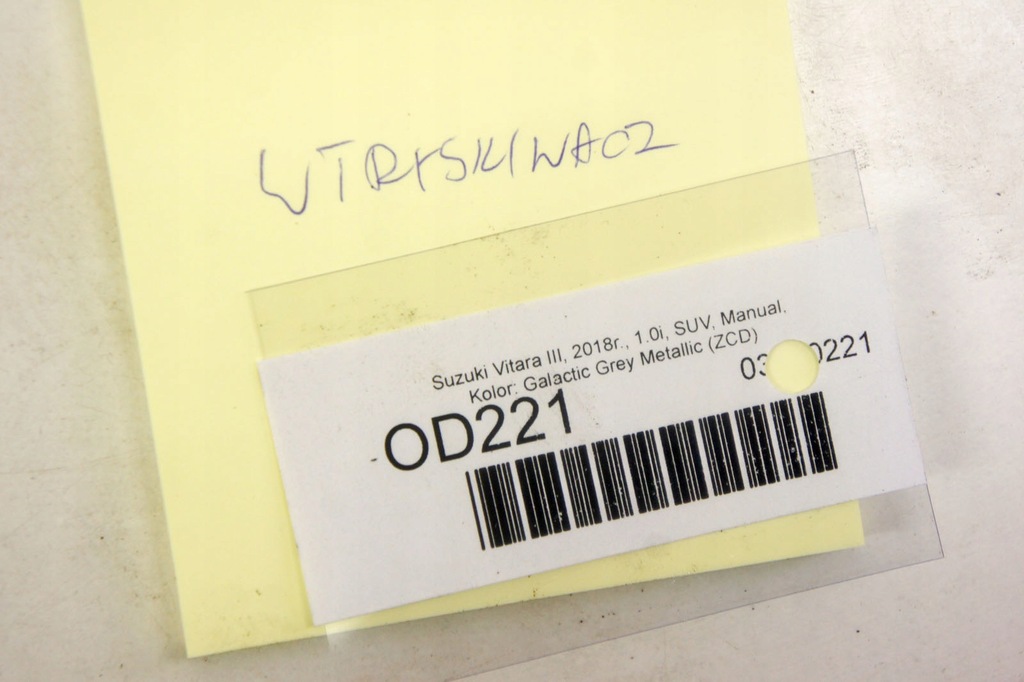 WTRYSKIWACZ
Suzuki Vitara III, 2018r., 1.0i, SUV, Manual.
Kolor: Galactic Grey Metallic (ZCD)
OD221